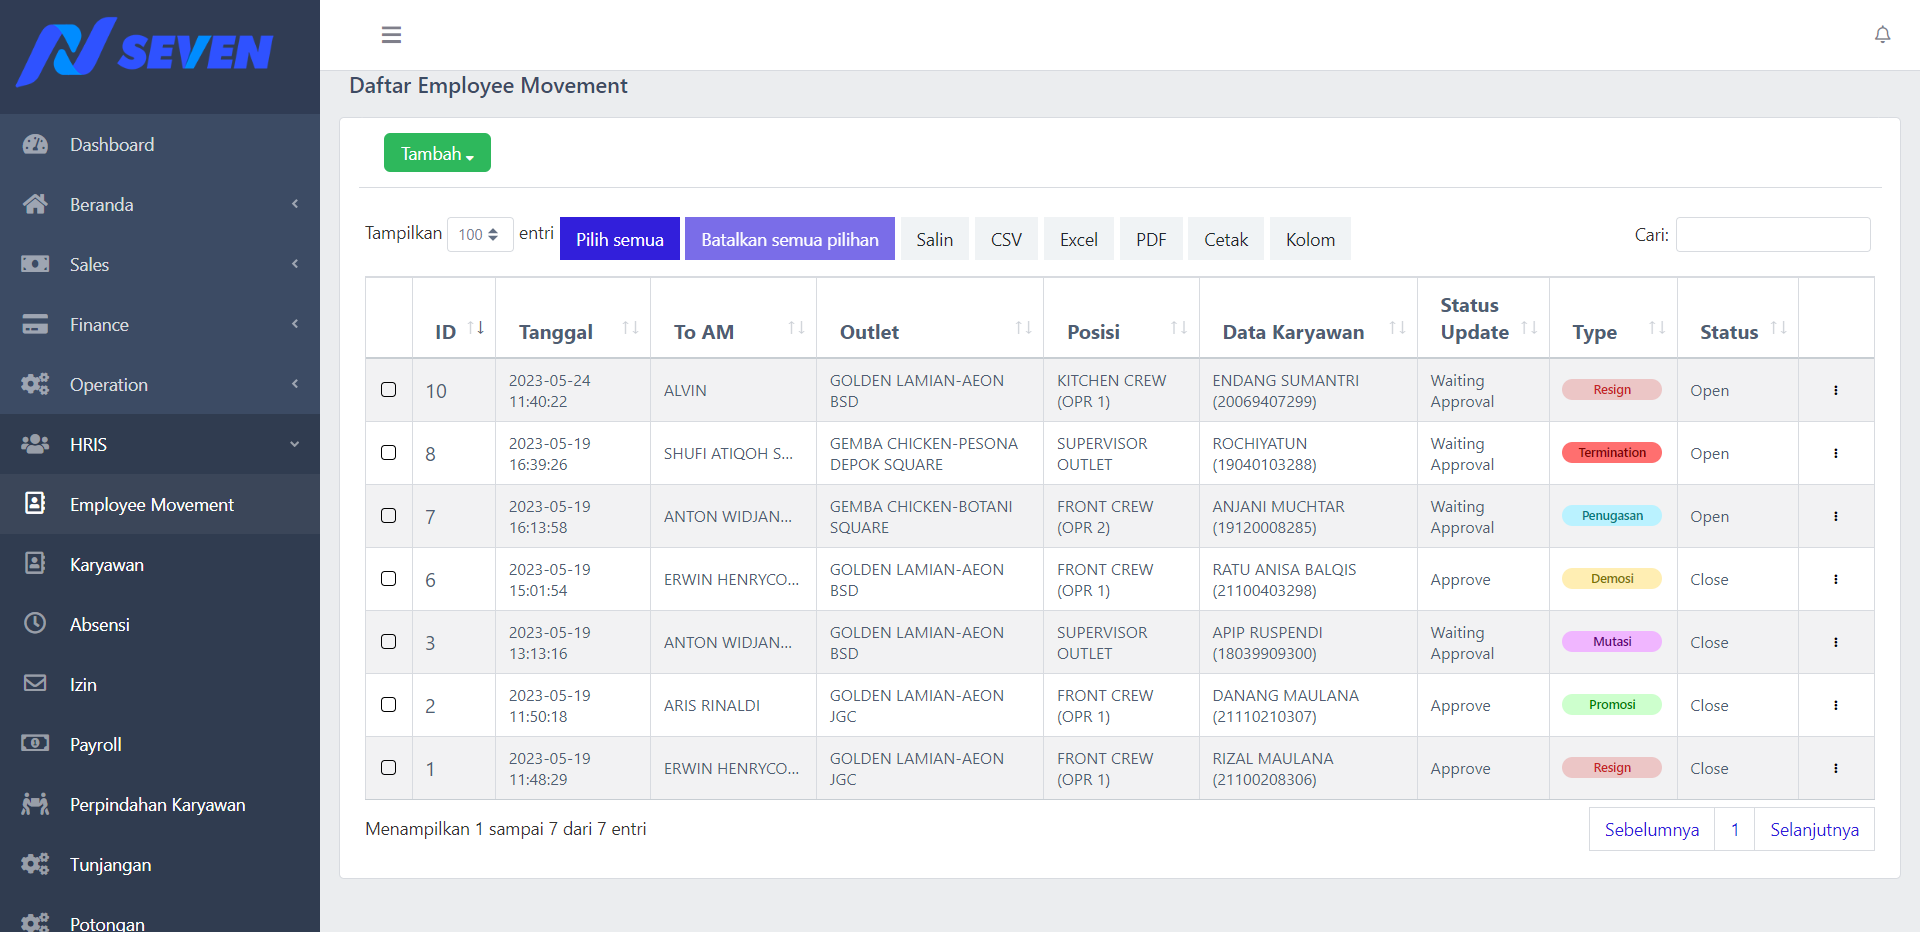 SEVEN
Dashboard
Beranda
Sales
Finance
Operation
HRIS
Employee Movement
Karyawan
Absensi
Izin
Payroll
Perpindahan Karyawan
Tunjangan
Potongan
Daftar Employee Movement
Tambah
Tampilkan 100 entri
Pilih semua
Batalkan semua pilihan
Salin
CSV
Excel
PDF
Cetak
Kolom
Cari:
ID
Tanggal
To AM
Outlet
Posisi
Data Karyawan
Status
Update
Type
Status
10
2023-05-24
11:40:22
ALVIN
GOLDEN LAMIAN-AEON
BSD
KITCHEN CREW
(OPR 1)
ENDANG SUMANTRI
(20069407299)
Waiting
Approval
Resign
Open
8
2023-05-19
16:39:26
SHUFI ATIQOH S...
GEMBA CHICKEN-PESONA
DEPOK SQUARE
SUPERVISOR
OUTLET
ROCHIYATUN
(19040103288)
Waiting
Approval
Termination
Open
7
2023-05-19
16:13:58
ANTON WIDJAN...
GEMBA CHICKEN-BOTANI
SQUARE
FRONT CREW
(OPR 2)
ANJANI MUCHTAR
(19120008285)
Waiting
Approval
Penugasan
Open
6
2023-05-19
15:01:54
ERWIN HENRYCO...
GOLDEN LAMIAN-AEON
BSD
FRONT CREW
(OPR 1)
RATU ANISA BALQIS
(21100403298)
Approve
Demosi
Close
3
2023-05-19
13:13:16
ANTON WIDJAN...
GOLDEN LAMIAN-AEON
BSD
SUPERVISOR
OUTLET
APIP RUSPENDI
(18039909300)
Waiting
Approval
Mutasi
Close
2
2023-05-19
11:50:18
ARIS RINALDI
GOLDEN LAMIAN-AEON
JGC
FRONT CREW
(OPR 1)
DANANG MAULANA
(21110210307)
Approve
Promosi
Close
1
2023-05-19
11:48:29
ERWIN HENRYCO...
GOLDEN LAMIAN-AEON
JGC
FRONT CREW
(OPR 1)
RIZAL MAULANA
(21100208306)
Approve
Resign
Close
Menampilkan 1 sampai 7 dari 7 entri
Sebelumnya
1
Selanjutnya